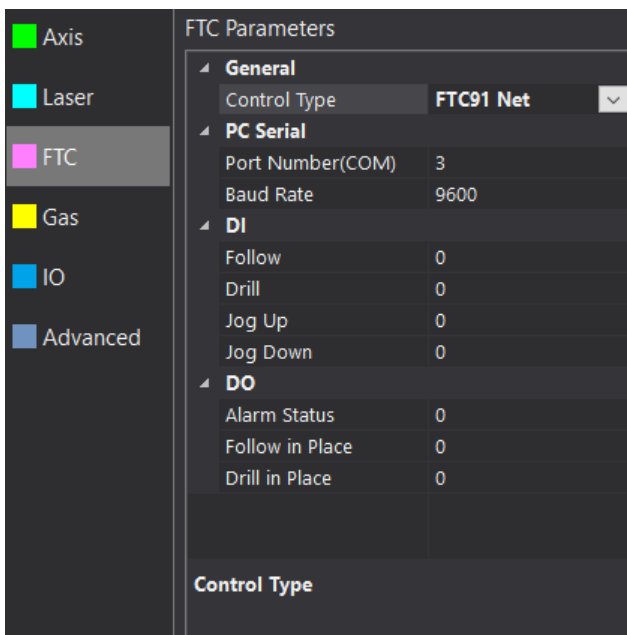 Axis
Laser
FTC
Gas
IO
Advanced
FTC Parameters
General
Control Type FTC91 Net
PC Serial
Port Number(COM) 3
Baud Rate 9600
DI
Follow 0
Drill 0
Jog Up 0
Jog Down 0
DO
Alarm Status 0
Follow in Place 0
Drill in Place 0
Control Type